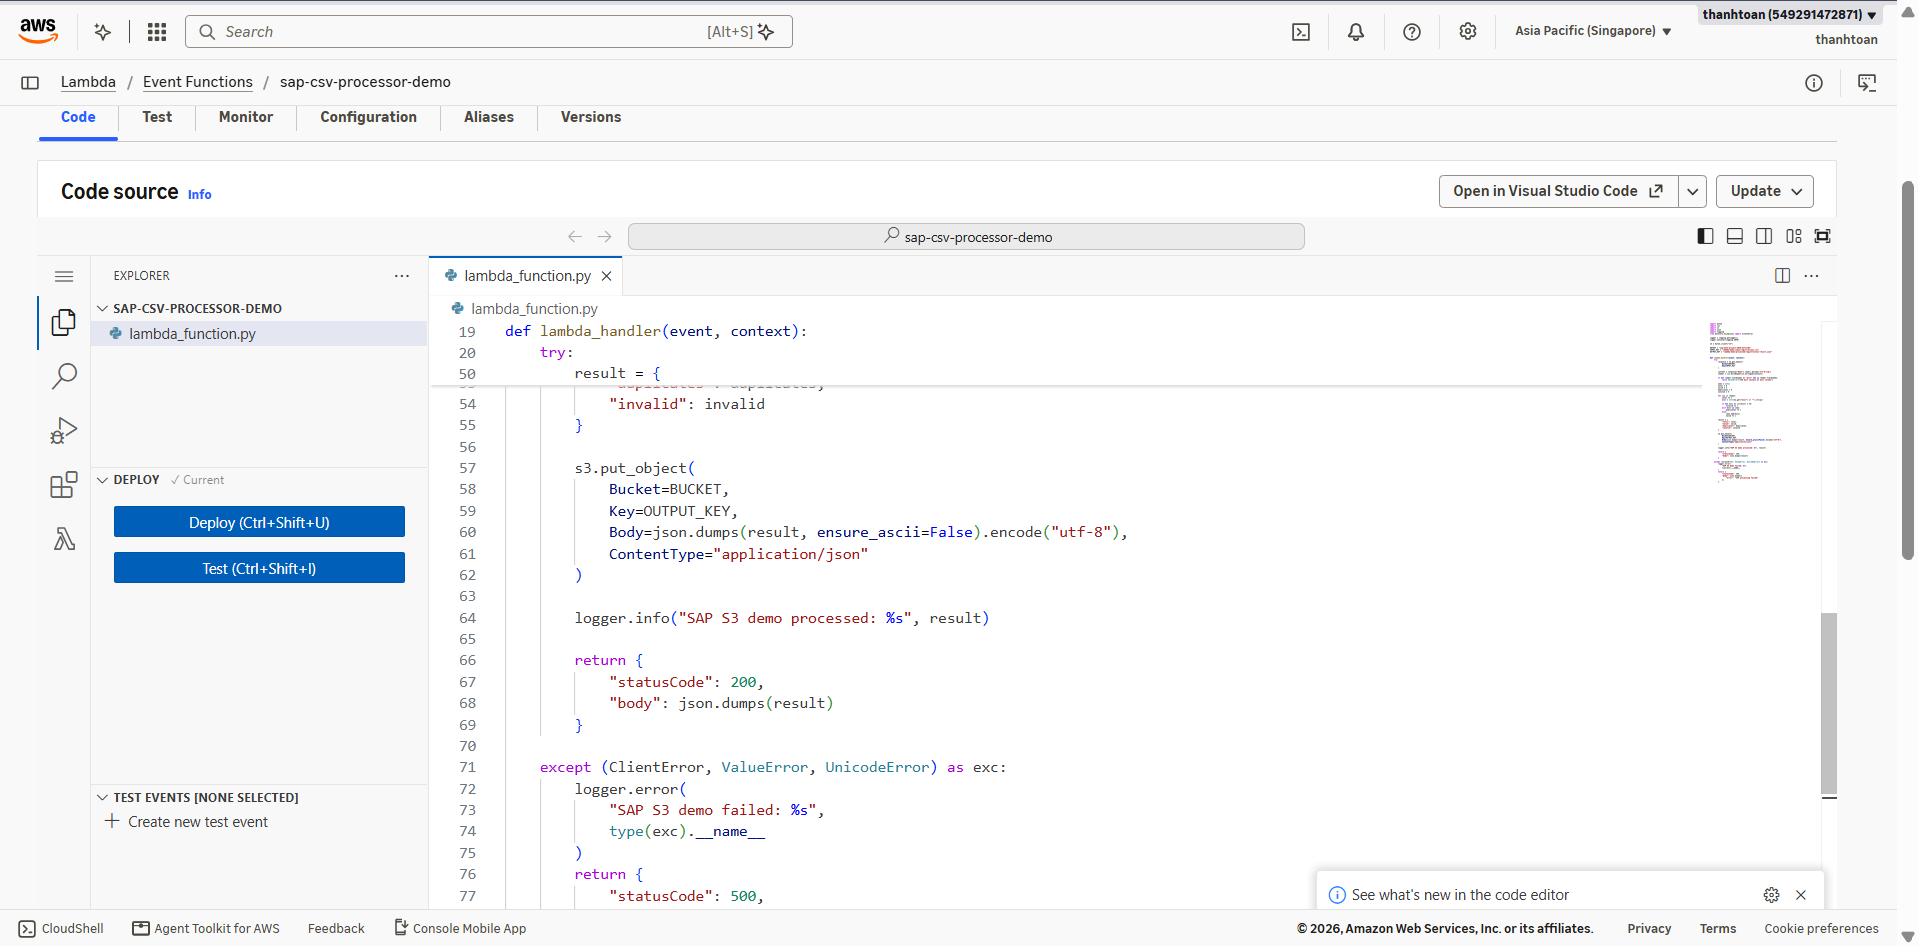 aws
Search
[Alt+S]
Asia Pacific (Singapore)
thanhtoan (549291472871)
thanhtoan
Lambda / Event Functions / sap-csv-processor-demo
Code
Test
Monitor
Configuration
Aliases
Versions
Code source Info
Open in Visual Studio Code
Update
sap-csv-processor-demo
EXPLORER
SAP-CSV-PROCESSOR-DEMO
lambda_function.py
DEPLOY Current
Deploy (Ctrl+Shift+U)
Test (Ctrl+Shift+I)
TEST EVENTS [NONE SELECTED]
Create new test event
lambda_function.py
lambda_function.py
19 def lambda_handler(event, context):
20 try:
50 result = {
54 "invalid": invalid
55 }
56
57 s3.put_object(
58 Bucket=BUCKET,
59 Key=OUTPUT_KEY,
60 Body=json.dumps(result, ensure_ascii=False).encode("utf-8"),
61 ContentType="application/json"
62 )
63
64 logger.info("SAP S3 demo processed: %s", result)
65
66 return {
67 "statusCode": 200,
68 "body": json.dumps(result)
69 }
70
71 except (ClientError, ValueError, UnicodeError) as exc:
72 logger.error(
73 "SAP S3 demo failed: %s",
74 type(exc).__name__
75 )
76 return {
77 "statusCode": 500,
See what's new in the code editor
CloudShell
Agent Toolkit for AWS
Feedback
Console Mobile App
© 2026, Amazon Web Services, Inc. or its affiliates.
Privacy
Terms
Cookie preferences